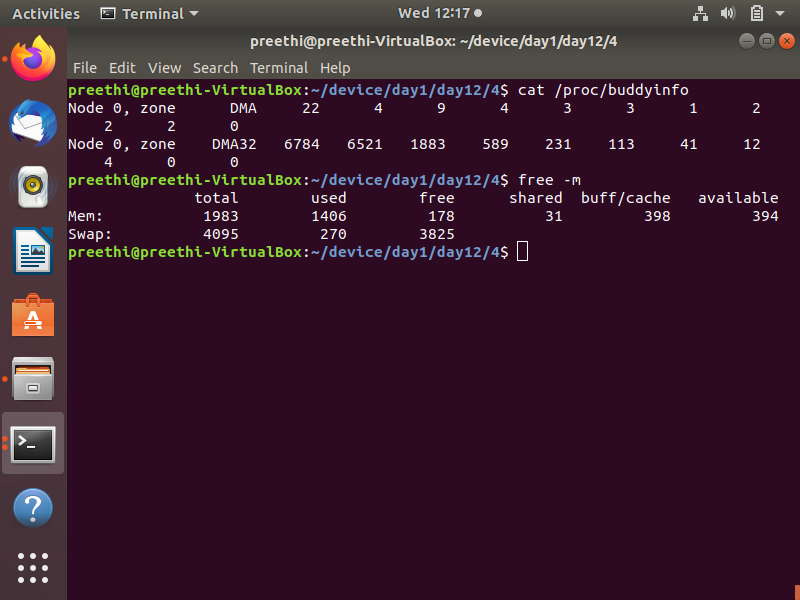 Activities Terminal Wed 12:17
preethi@preethi-VirtualBox: ~/device/day1/day12/4
File Edit View Search Terminal Help
preethi@preethi-VirtualBox:~/device/day1/day12/4$ cat /proc/buddyinfo
Node 0, zone DMA 22 4 9 4 3 3 1 2
2 2 0
Node 0, zone DMA32 6784 6521 1883 589 231 113 41 12
4 0 0
preethi@preethi-VirtualBox:~/device/day1/day12/4$ free -m
total used free shared buff/cache available
Mem: 1983 1406 178 31 398 394
Swap: 4095 270 3825
preethi@preethi-VirtualBox:~/device/day1/day12/4$